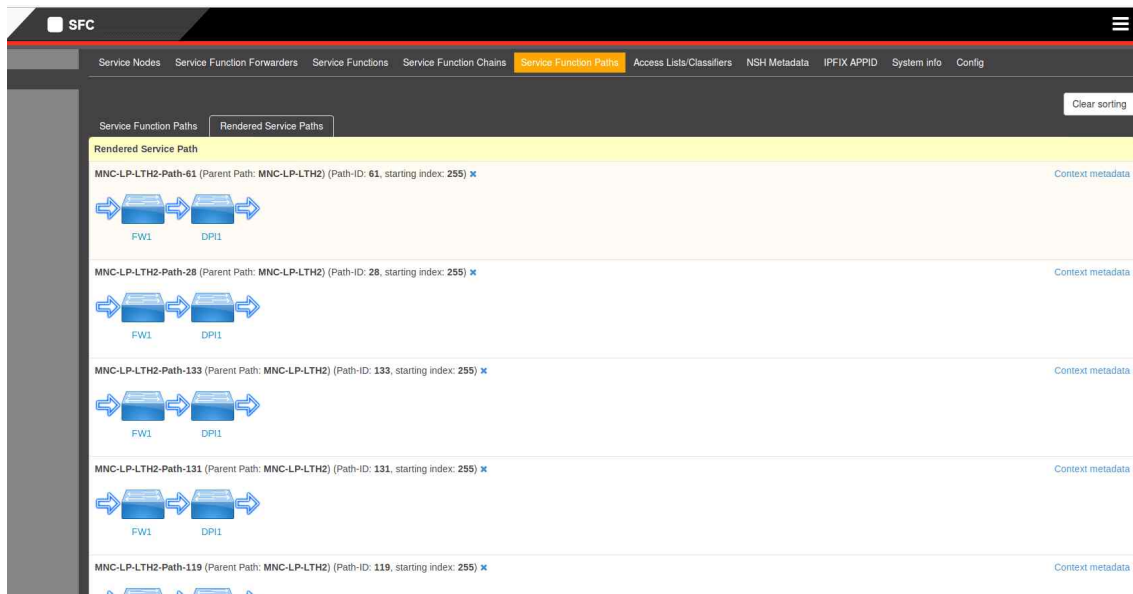 SFC
Service Nodes Service Function Forwarders Service Functions Service Function Chains Service Function Paths Access Lists/Classifiers NSH Metadata IPFIX APPID System info Config
Clear sorting
Service Function Paths Rendered Service Paths
Rendered Service Path
MNC-LP-LTH2-Path-61 (Parent Path: MNC-LP-LTH2) (Path-ID: 61, starting index: 255) Context metadata
FW1 DPI1
MNC-LP-LTH2-Path-28 (Parent Path: MNC-LP-LTH2) (Path-ID: 28, starting index: 255) Context metadata
FW1 DPI1
MNC-LP-LTH2-Path-133 (Parent Path: MNC-LP-LTH2) (Path-ID: 133, starting index: 255) Context metadata
FW1 DPI1
MNC-LP-LTH2-Path-131 (Parent Path: MNC-LP-LTH2) (Path-ID: 131, starting index: 255) Context metadata
FW1 DPI1
MNC-LP-LTH2-Path-119 (Parent Path: MNC-LP-LTH2) (Path-ID: 119, starting index: 255) Context metadata